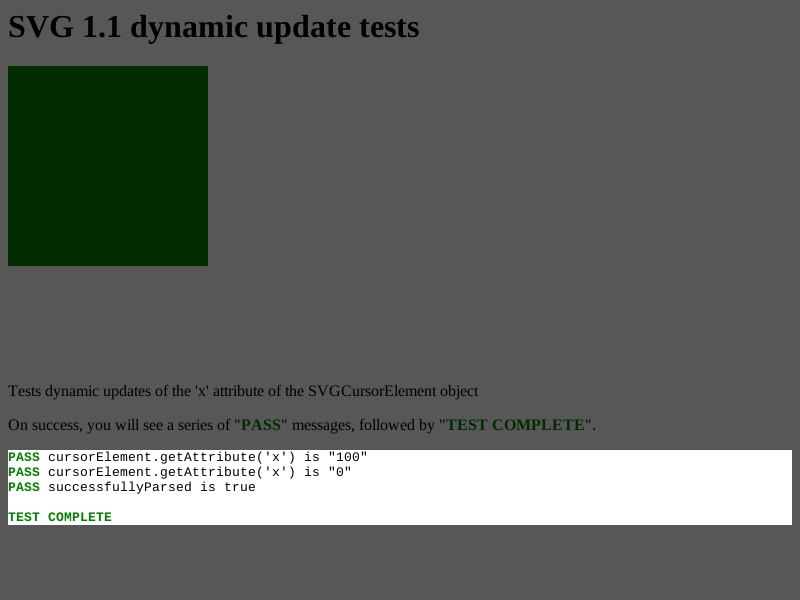 SVG 1.1 dynamic update tests
Tests dynamic updates of the 'x' attribute of the SVGCursorElement object
On success, you will see a series of "PASS" messages, followed by "TEST COMPLETE".
PASS cursorElement.getAttribute('x') is "100"
PASS cursorElement.getAttribute('x') is "0"
PASS successfullyParsed is true
TEST COMPLETE